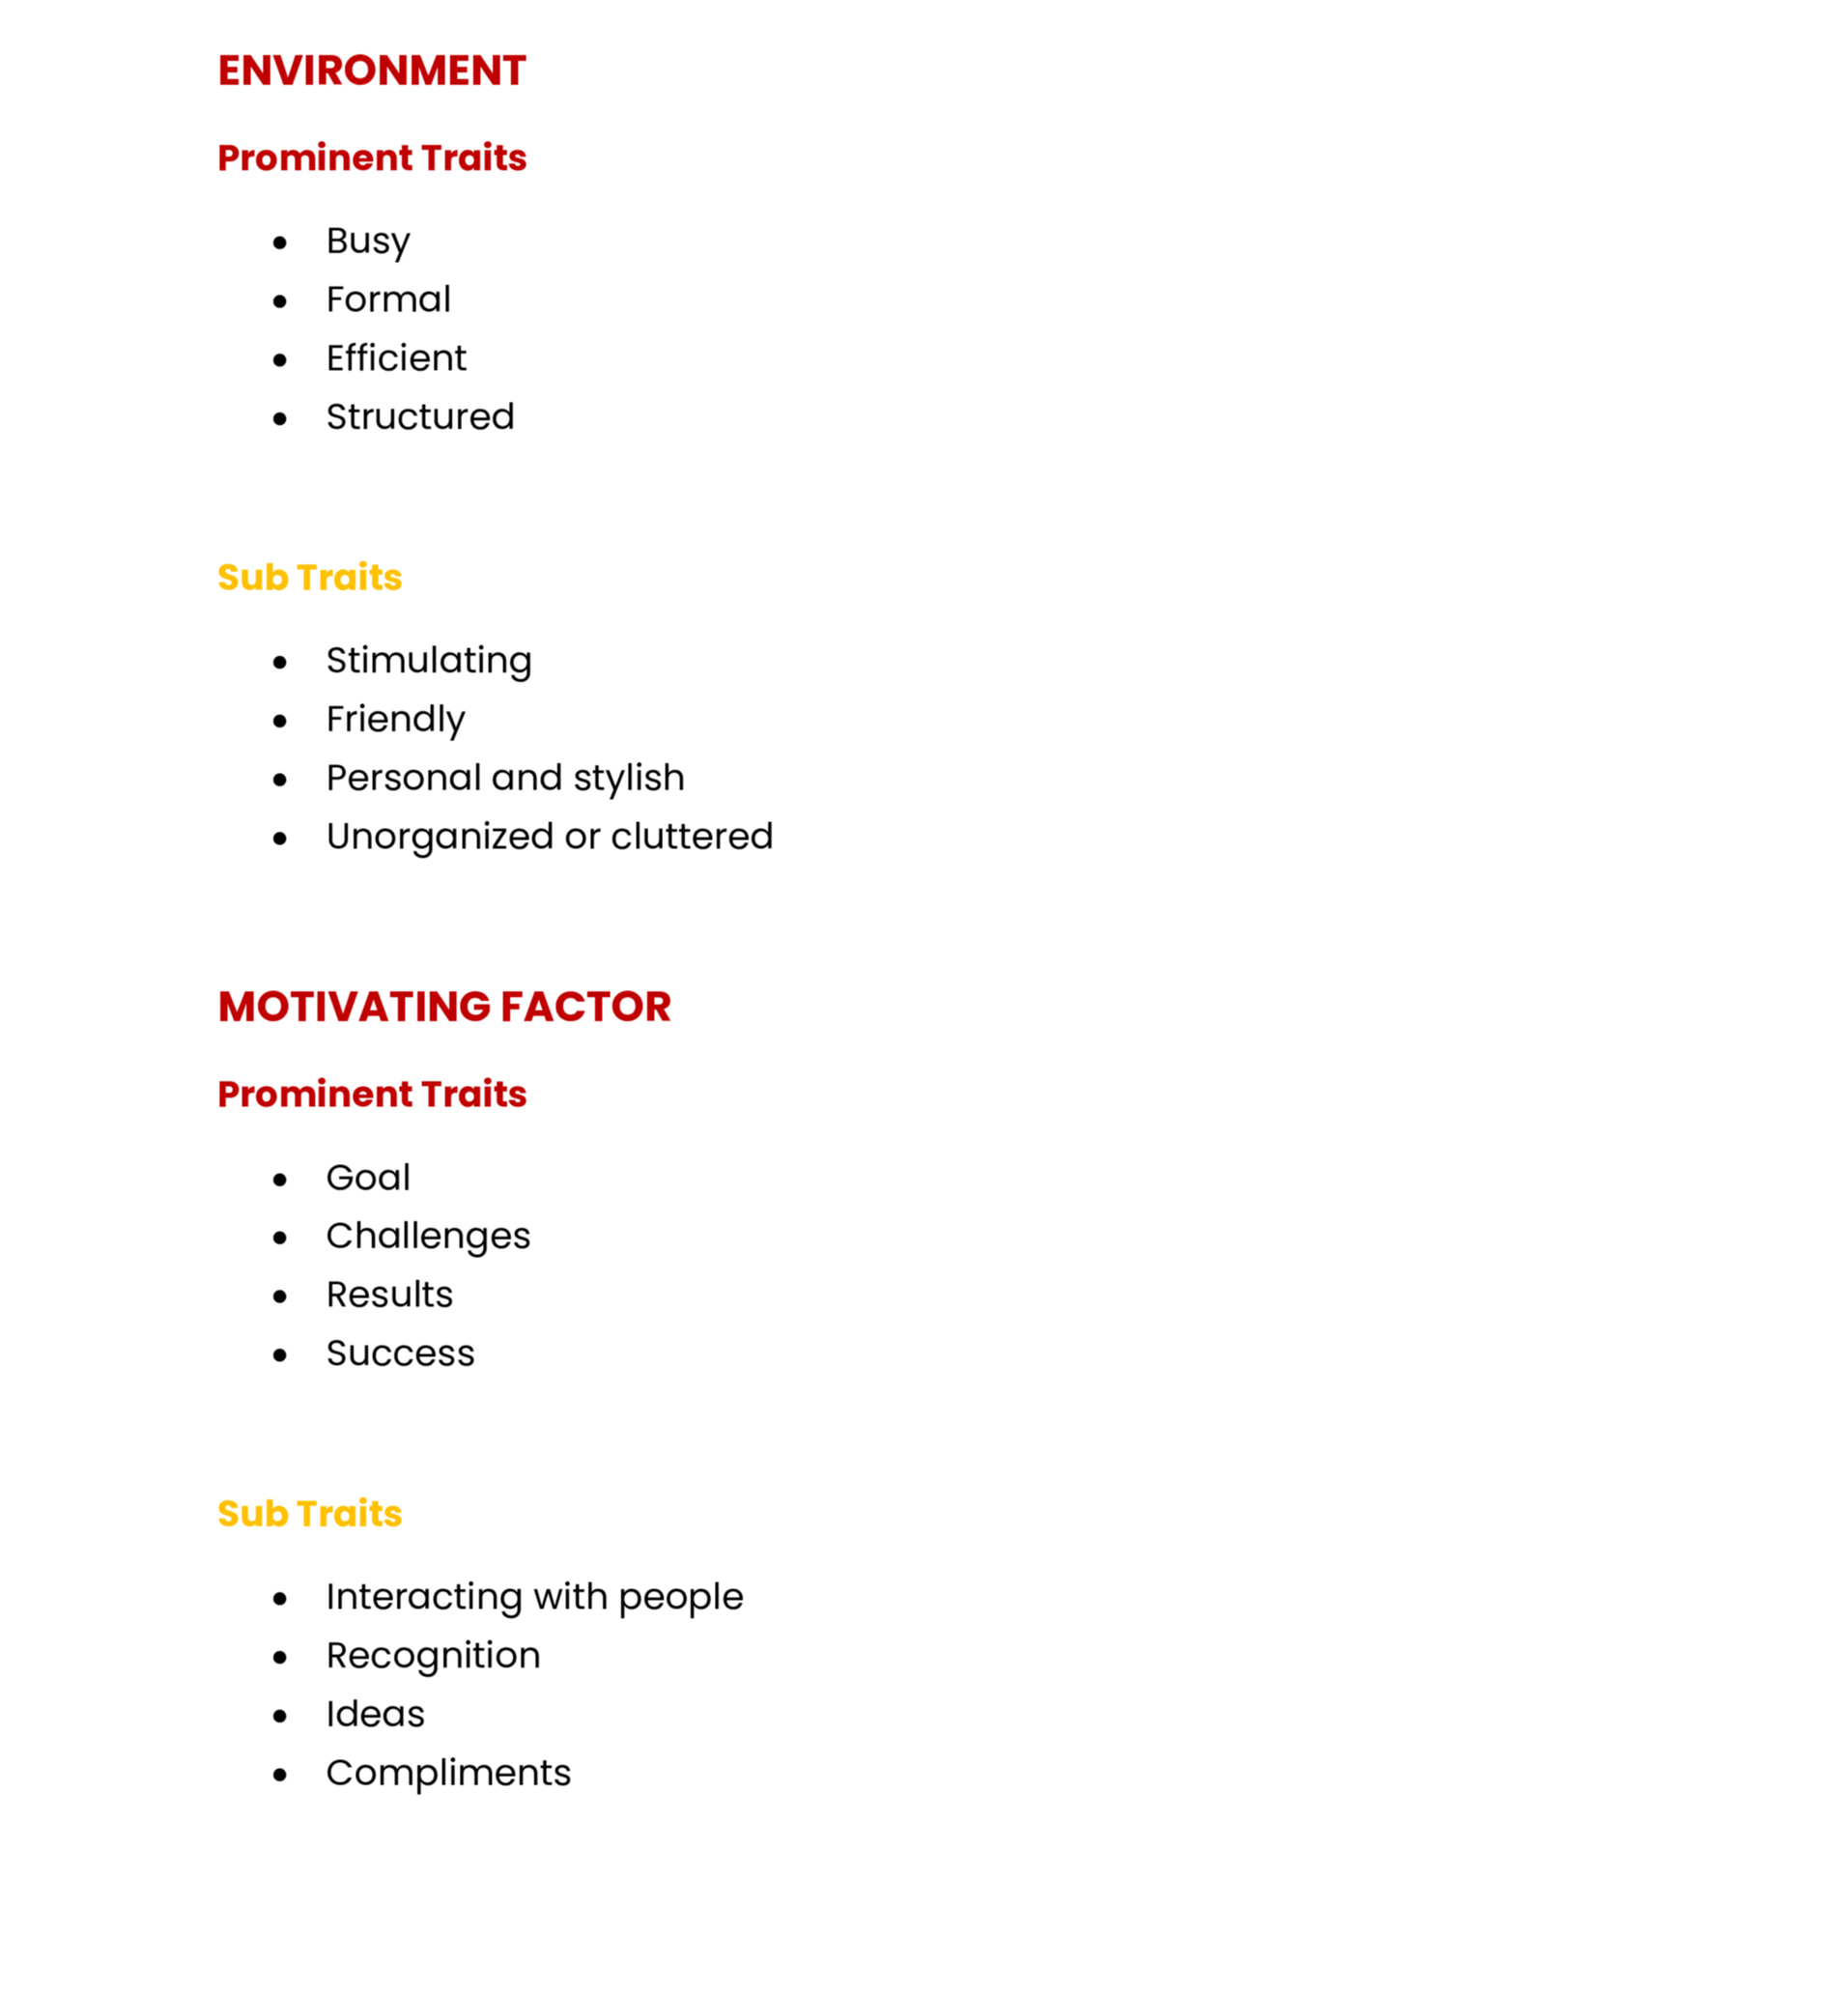 ENVIRONMENT
Prominent Traits
● Busy
● Formal
● Efficient
● Structured
Sub Traits
● Stimulating
● Friendly
● Personal and stylish
● Unorganized or cluttered
MOTIVATING FACTOR
Prominent Traits
● Goal
● Challenges
● Results
● Success
Sub Traits
● Interacting with people
● Recognition
● Ideas
● Compliments